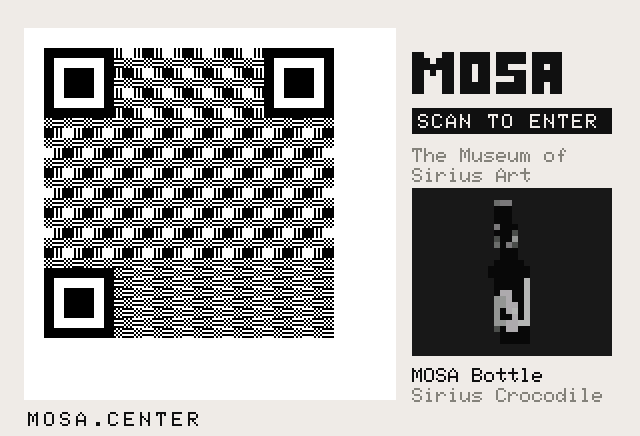 MOSA
SCAN TO ENTER
The Museum of
Sirius Art
MOSA Bottle
Sirius Crocodile
MOSA.CENTER